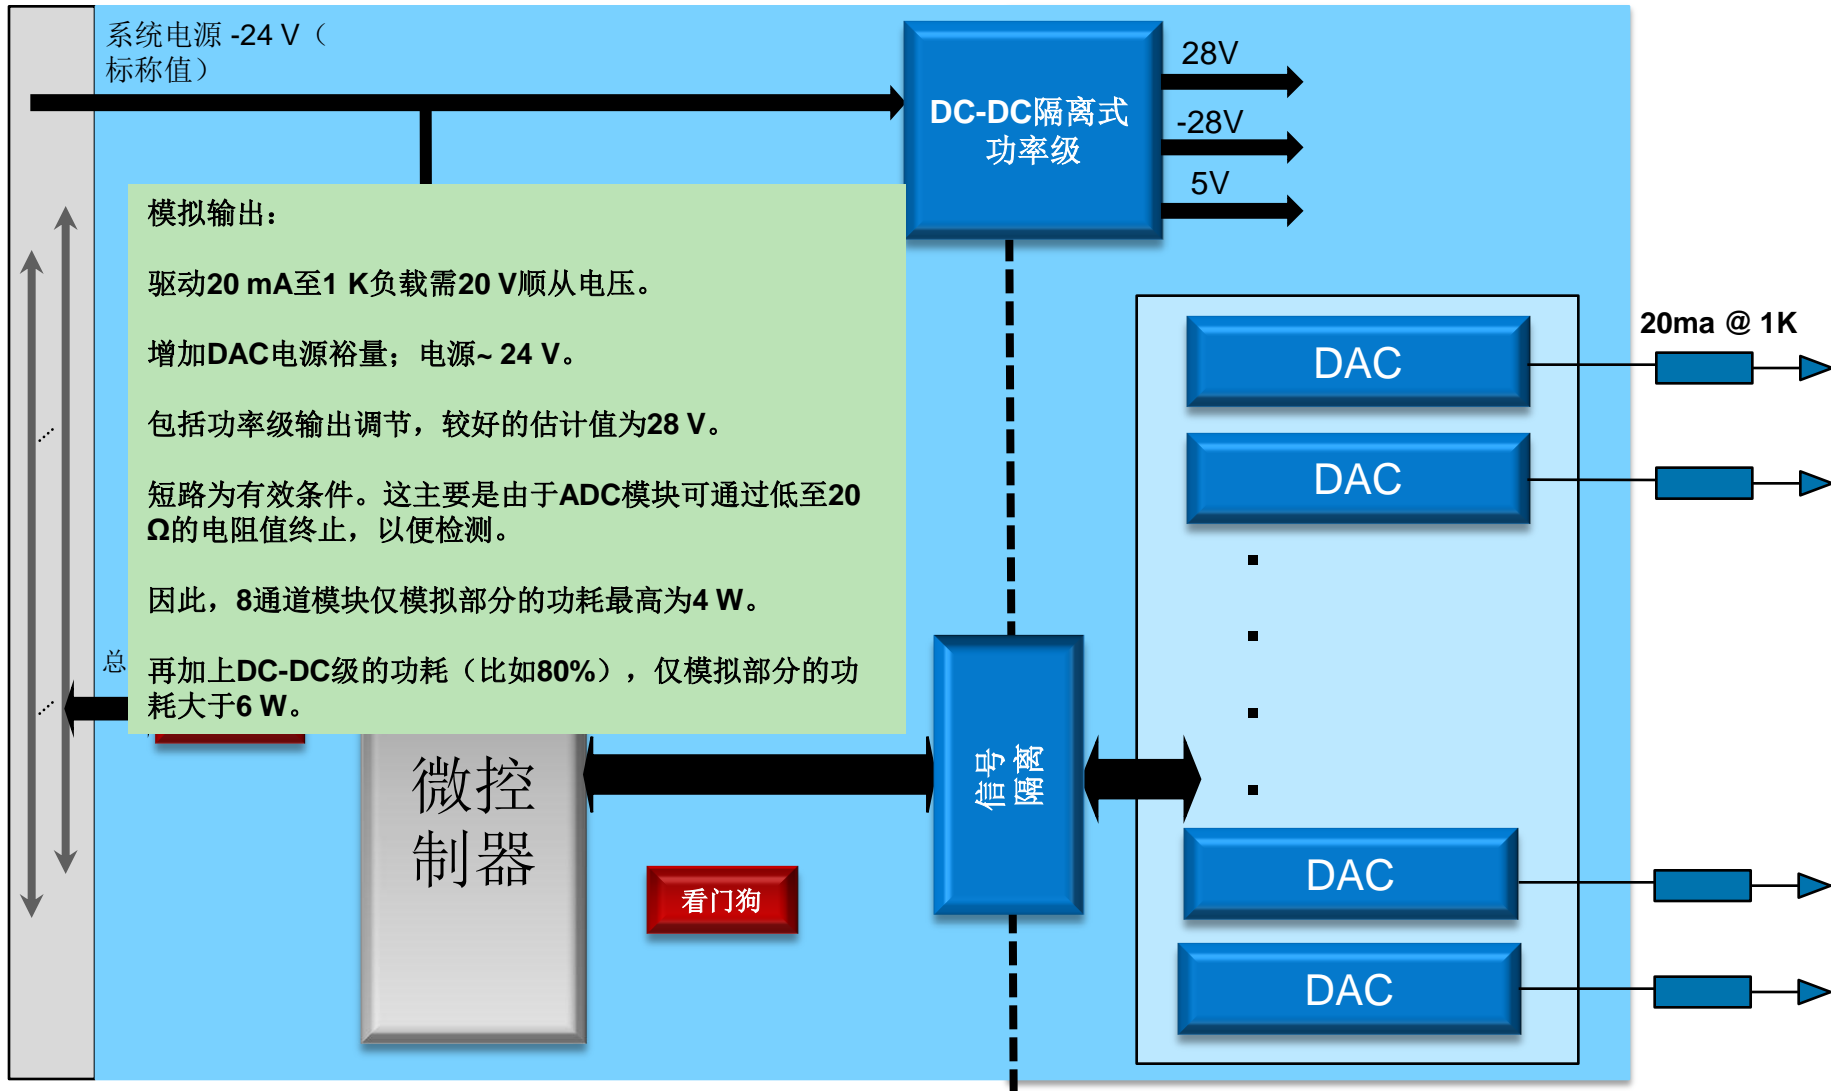 系统电源 -24 V（
标称值）
DC-DC隔离式
功率级
28V
-28V
5V
模拟输出：
驱动20 mA至1 K负载需20 V顺从电压。
增加DAC电源裕量；电源~ 24 V。
包括功率级输出调节，较好的估计值为28 V。
短路为有效条件。这主要是由于ADC模块可通过低至20
Ω的电阻值终止，以便检测。
因此，8通道模块仅模拟部分的功耗最高为4 W。
再加上DC-DC级的功耗（比如80%），仅模拟部分的功
耗大于6 W。
总
微控
制器
看门狗
信号
隔离
DAC
DAC
DAC
DAC
20ma @ 1K